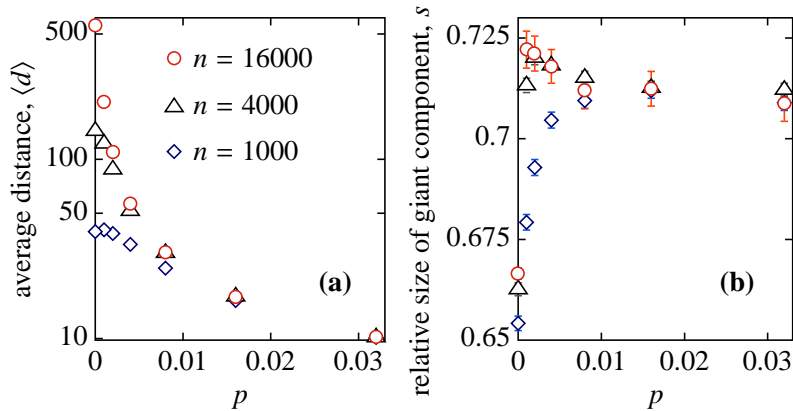 500
100
50
10
0
0.01
0.02
0.03
p
average distance, ⟨d⟩
n = 16000
n = 4000
n = 1000
(a)
0.725
0.7
0.675
0.65
0
0.01
0.02
0.03
p
relative size of giant component, s
(b)